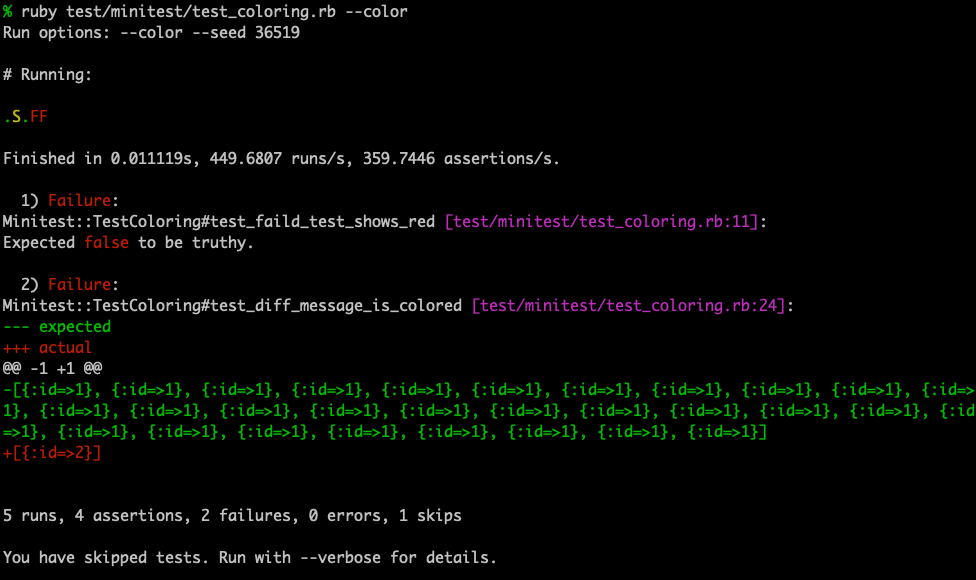 % ruby test/minitest/test_coloring.rb --color
Run options: --color --seed 36519
# Running:
.S.FF
Finished in 0.011119s, 449.6807 runs/s, 359.7446 assertions/s.
1) Failure:
Minitest::TestColoring#test_faild_test_shows_red [test/minitest/test_coloring.rb:11]:
Expected false to be truthy.
2) Failure:
Minitest::TestColoring#test_diff_message_is_colored [test/minitest/test_coloring.rb:24]:
--- expected
+++ actual
@@ -1 +1 @@
-[{:id=>1}, {:id=>1}, {:id=>1}, {:id=>1}, {:id=>1}, {:id=>1}, {:id=>1}, {:id=>1}, {:id=>1}, {:id=>1}, {:id=>
1}, {:id=>1}, {:id=>1}, {:id=>1}, {:id=>1}, {:id=>1}, {:id=>1}, {:id=>1}, {:id=>1}, {:id=>1}, {:id=>1}, {:id
=>1}, {:id=>1}, {:id=>1}, {:id=>1}, {:id=>1}, {:id=>1}, {:id=>1}, {:id=>1}, {:id=>1}]
+[{:id=>2}]
5 runs, 4 assertions, 2 failures, 0 errors, 1 skips
You have skipped tests. Run with --verbose for details.